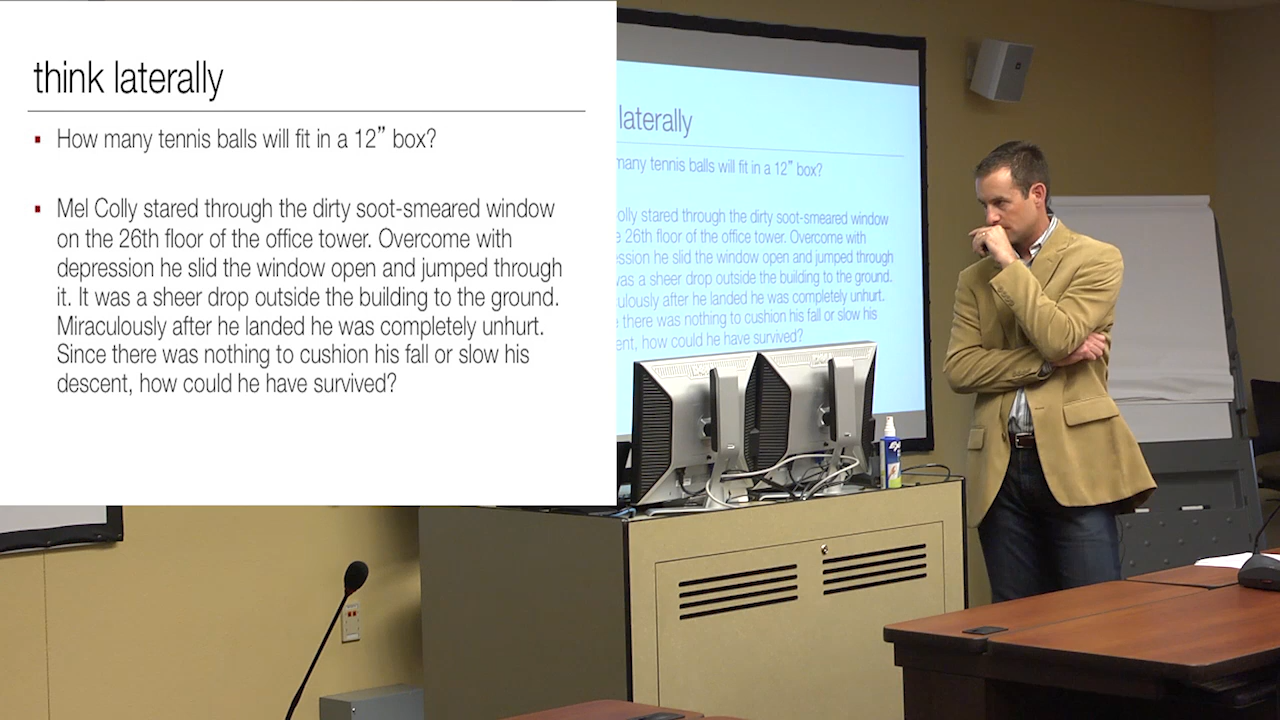 think laterally
▪ How many tennis balls will fit in a 12” box?
▪ Mel Colly stared through the dirty soot-smeared window
on the 26th floor of the office tower. Overcome with
depression he slid the window open and jumped through
it. It was a sheer drop outside the building to the ground.
Miraculously after he landed he was completely unhurt.
Since there was nothing to cushion his fall or slow his
descent, how could he have survived?
laterally
many tennis balls will fit in a 12” box?
olly stared through the dirty soot-smeared window
e 26th floor of the office tower. Overcome with
ession he slid the window open and jumped through
was a sheer drop outside the building to the ground.
culously after he landed he was completely unhurt.
e there was nothing to cushion his fall or slow his
ent, how could he have survived?